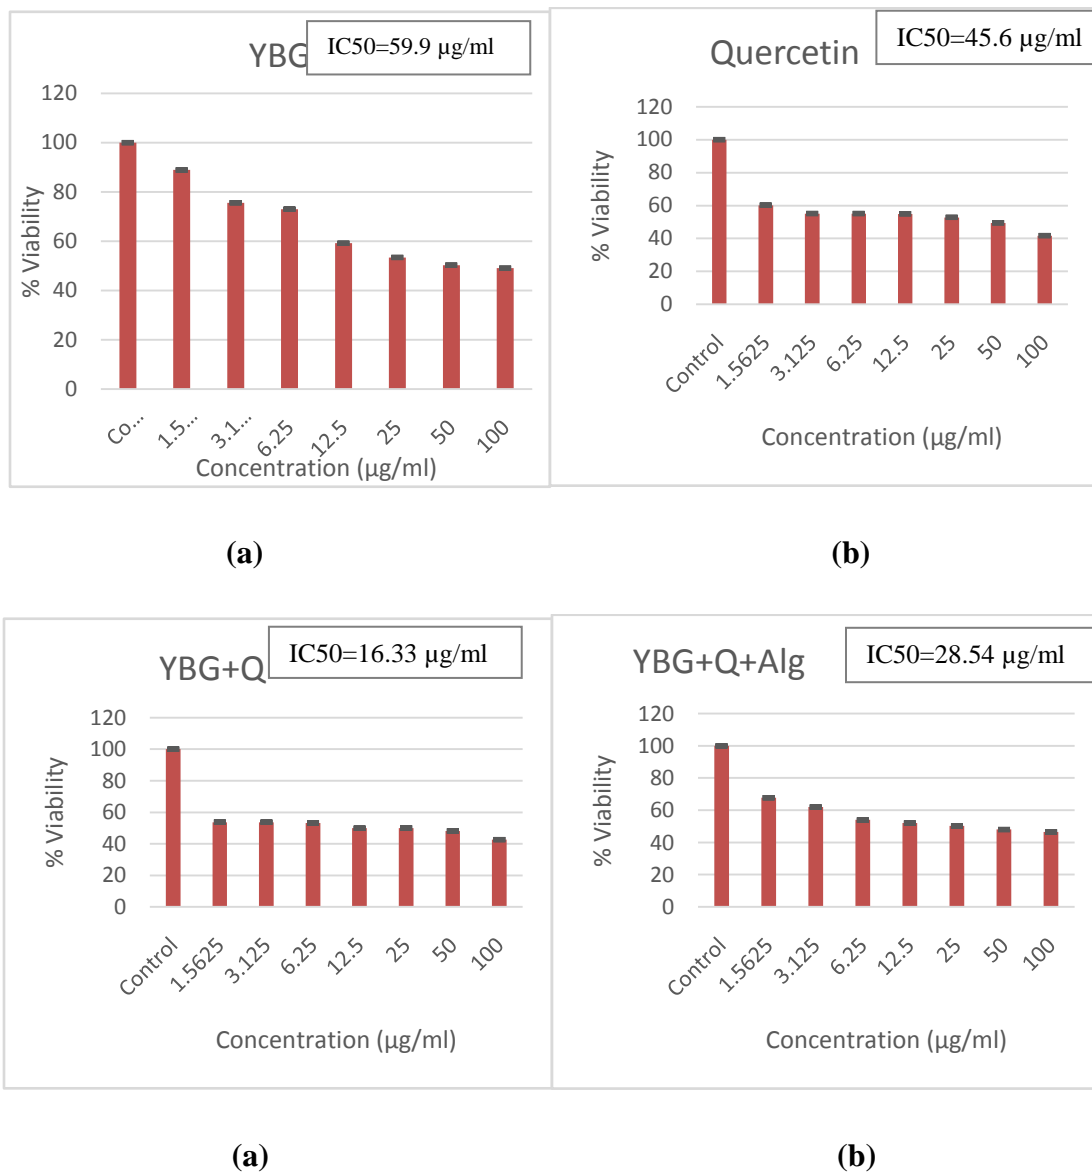 YBG
IC50=59.9 µg/ml
% Viability
120
100
80
60
40
20
0
Co...
1.5...
3.1...
6.25
12.5
25
50
100
Concentration (µg/ml)
(a)
Quercetin
IC50=45.6 µg/ml
% Viability
120
100
80
60
40
20
0
Control
1.5625
3.125
6.25
12.5
25
50
100
Concentration (µg/ml)
(b)
YBG+Q
IC50=16.33 µg/ml
% Viability
120
100
80
60
40
20
0
Control
1.5625
3.125
6.25
12.5
25
50
100
Concentration (µg/ml)
(a)
YBG+Q+Alg
IC50=28.54 µg/ml
% Viability
120
100
80
60
40
20
0
Control
1.5625
3.125
6.25
12.5
25
50
100
Concentration (µg/ml)
(b)